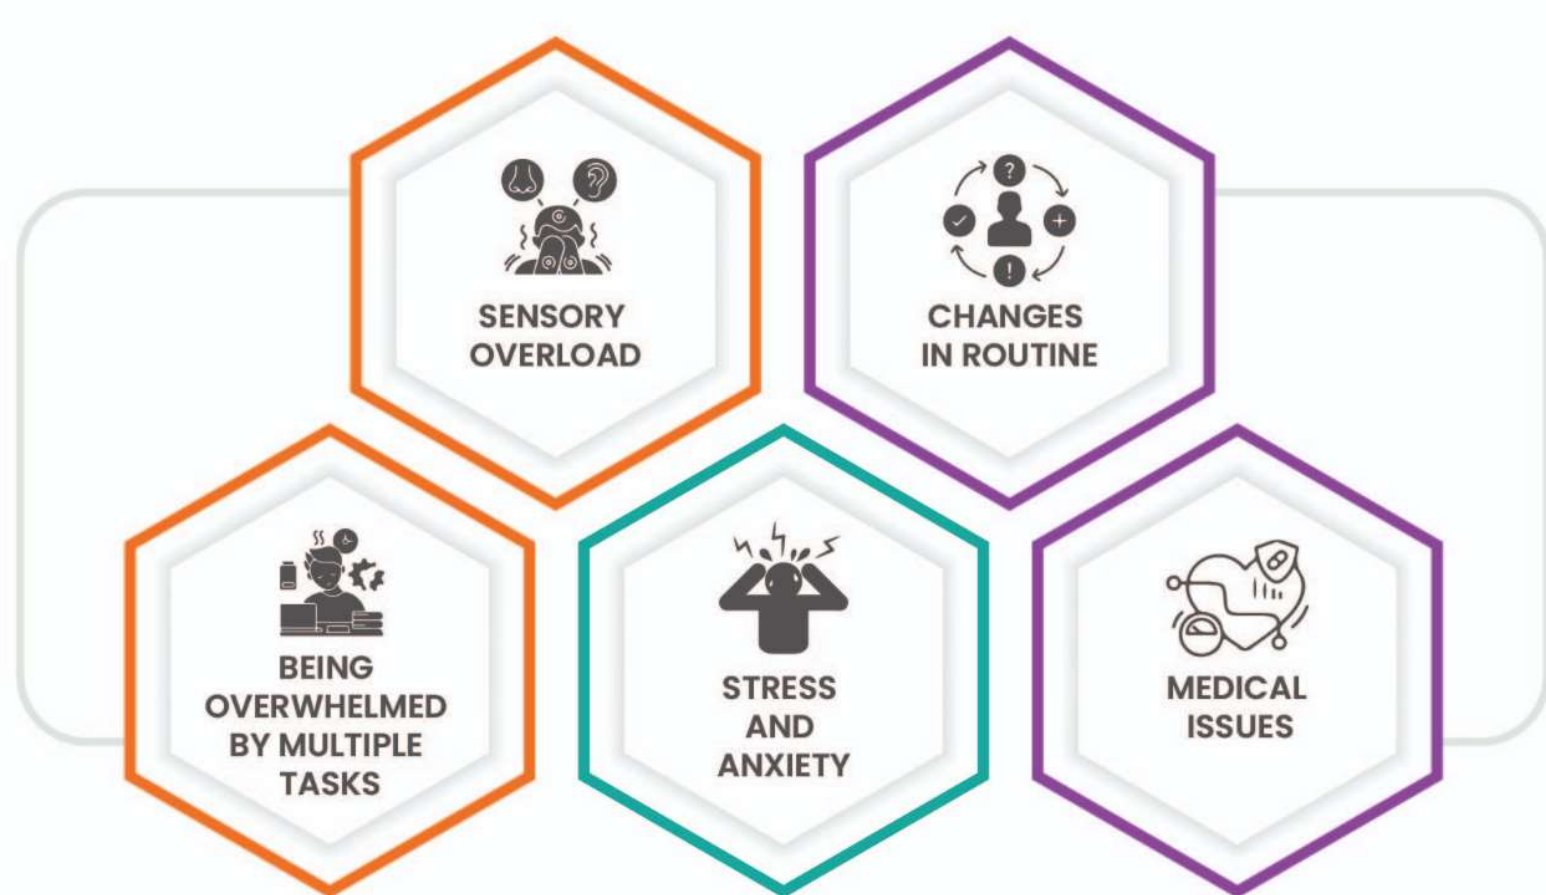 SENSORY
OVERLOAD
CHANGES
IN ROUTINE
BEING
OVERWHELMED
BY MULTIPLE
TASKS
STRESS
AND
ANXIETY
MEDICAL
ISSUES